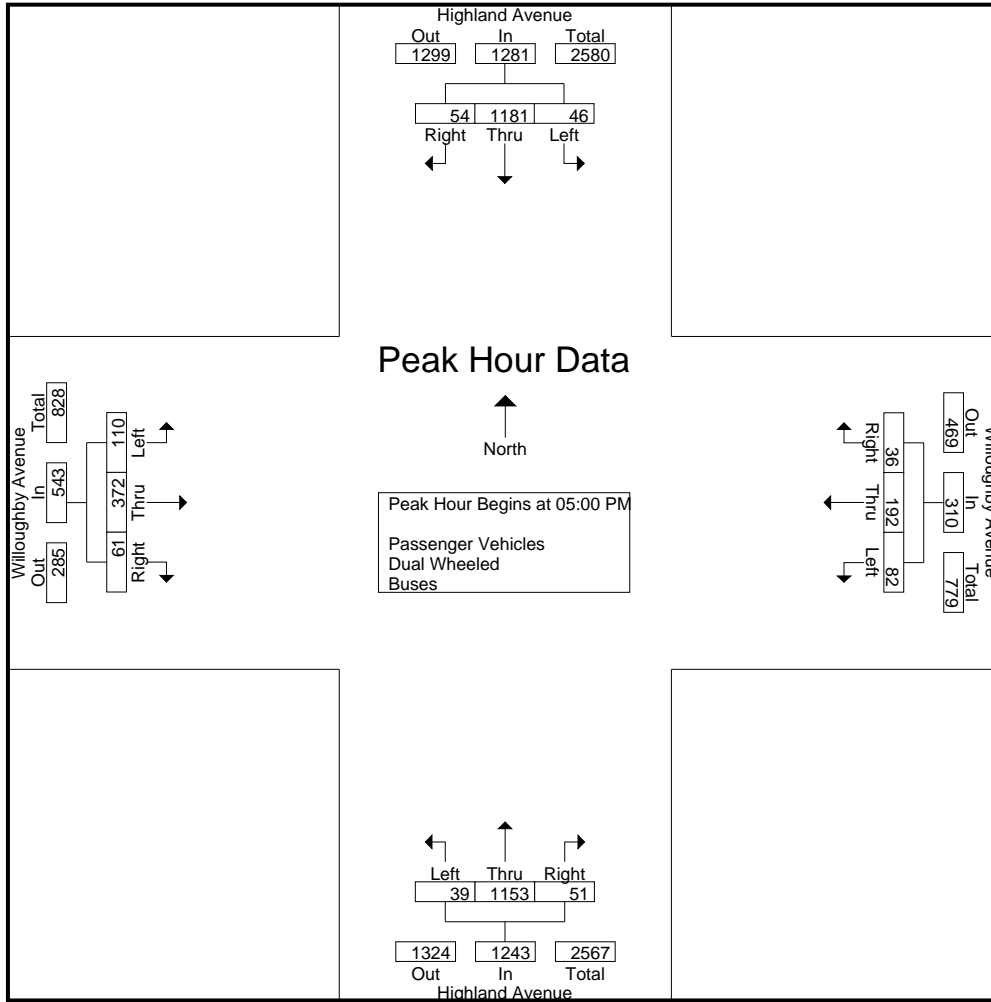 Highland Avenue
Out In Total
1299 1281 2580
54 1181 46
Right Thru Left
Peak Hour Data
North
Peak Hour Begins at 05:00 PM
Passenger Vehicles
Dual Wheeled
Buses
Willoughby Avenue
Out In Total
285 543 828
Right Thru Left
61 372 110
Willoughby Avenue
Out In Total
469 310 779
Right Thru Left
36 192 82
Left Thru Right
39 1153 51
1324 1243 2567
Out In Total
Highland Avenue